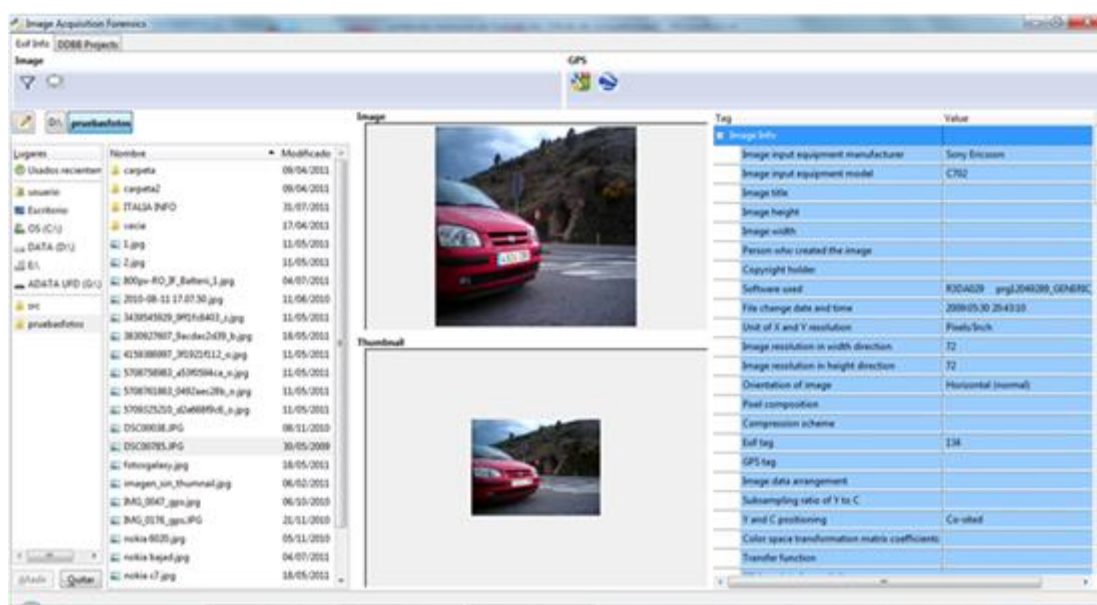 Image Acquisition Forensics
Exif Info DDBB Projects
Image GPS
D:\ pruebasfotos
Image
Tag Value
Image Info
Lugares Nombre Modificado
Usados recientemen
usuario
Escritorio
OS (C:\)
DATA (D:\)
E:\
ADATA UFD (G:\)
src
pruebasfotos
carpeta 09/04/2011
carpeta2 09/04/2011
ITALIA INFO 31/07/2011
17/04/2011
1.jpg 11/05/2011
2.jpg 11/05/2011
04/07/2011
2010-08-11 17.07.50.jpg 11/08/2010
11/05/2011
18/05/2011
11/05/2011
11/05/2011
11/05/2011
11/05/2011
DSC00038.JPG 08/11/2010
DSC00785.JPG 30/05/2009
fotosgalaxy.jpg 18/05/2011
imagen_sin_thumnail.jpg 06/02/2011
IMG_0047_gps.jpg 06/10/2010
IMG_0176_gps.JPG 21/11/2010
nokia 6020.jpg 05/11/2010
nokia bajad.jpg 04/07/2011
nokia c7.jpg 18/05/2011
Añadir Quitar
Thumbnail
Image input equipment manufacturer Sony Ericsson
Image input equipment model C702
Image title
Image height
Image width
Person who created the image
Copyright holder
Software used
File change date and time 2009:05:30 20:43:10
Unit of X and Y resolution Pixels/Inch
Image resolution in width direction 72
Image resolution in height direction 72
Orientation of image Horizontal (normal)
Pixel composition
Compression scheme
Exif tag
GPS tag
Image data arrangement
Subsampling ratio of Y to C
Y and C positioning Co-sited
Color space transformation matrix coefficients
Transfer function